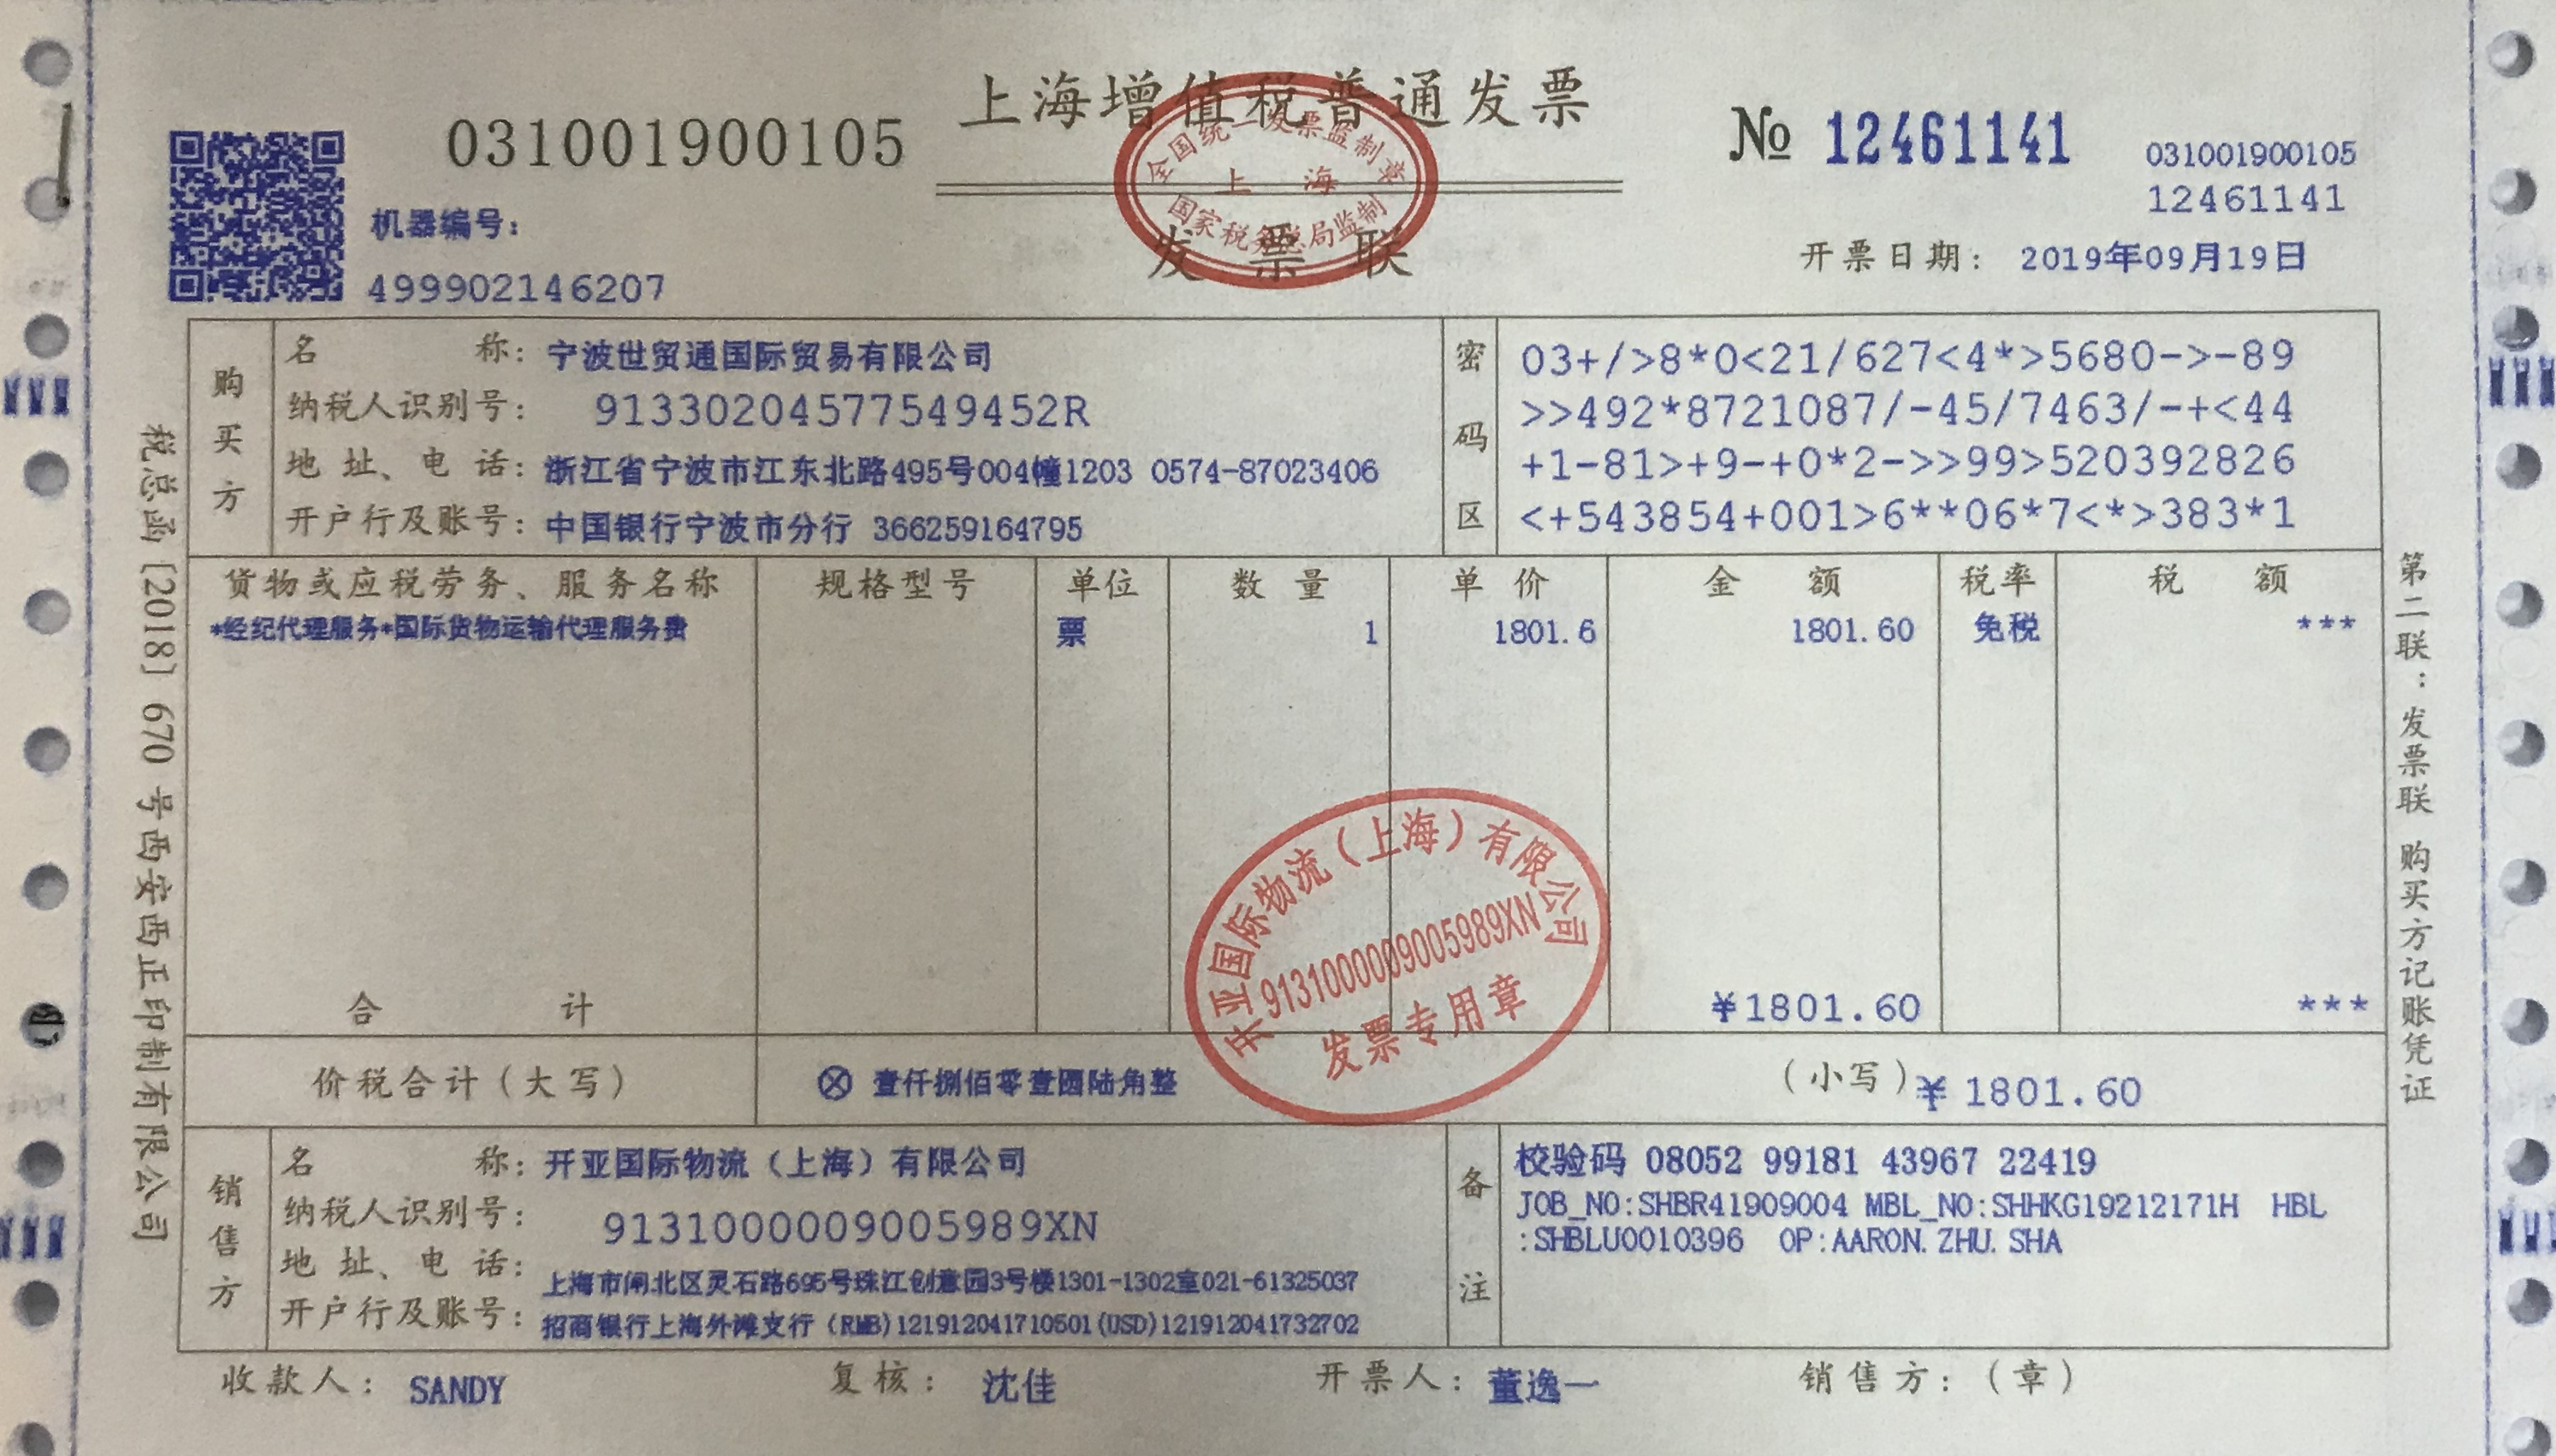 上海增值税普通发票
031001900105
№ 12461141
031001900105
12461141
全国统一发票监制章
上海
国家税务总局监制
发票联
机器编号:
499902146207
开票日期: 2019年09月19日
购买方
名称: 宁波世贸通国际贸易有限公司
纳税人识别号: 91330204577549452R
地址、电话: 浙江省宁波市江东北路495号004幢1203 0574-87023406
开户行及账号: 中国银行宁波市分行 366259164795
密码区
03+/>8*0<21/627<4*>5680->-89
>>492*8721087/-45/7463/-+<44
+1-81>+9-+0*2->>99>520392826
<+543854+001>6**06*7<*>383*1
货物或应税劳务、服务名称 规格型号 单位 数量 单价 金额 税率 税额
*经纪代理服务*国际货物运输代理服务费 票 1 1801.6 1801.60 免税 ***
合计 ¥1801.60 ***
价税合计(大写) ⊗ 壹仟捌佰零壹圆陆角整 (小写) ¥1801.60
开亚国际物流(上海)有限公司
9131000009005989XN
发票专用章
销售方
名称: 开亚国际物流(上海)有限公司
纳税人识别号: 9131000009005989XN
地址、电话: 上海市闸北区灵石路695号珠江创意园3号楼1301-1302室021-61325037
开户行及账号: 招商银行上海外滩支行(RMB)121912041710501(USD)121912041732702
备注
校验码 08052 99181 43967 22419
JOB_NO:SHBR41909004 MBL_NO:SHHKG19212171H HBL
:SHBLU0010396 OP:AARON.ZHU.SHA
收款人: SANDY 复核: 沈佳 开票人: 董逸一 销售方:(章)
税总函[2018]670号西安西正印制有限公司
第二联:发票联 购买方记账凭证